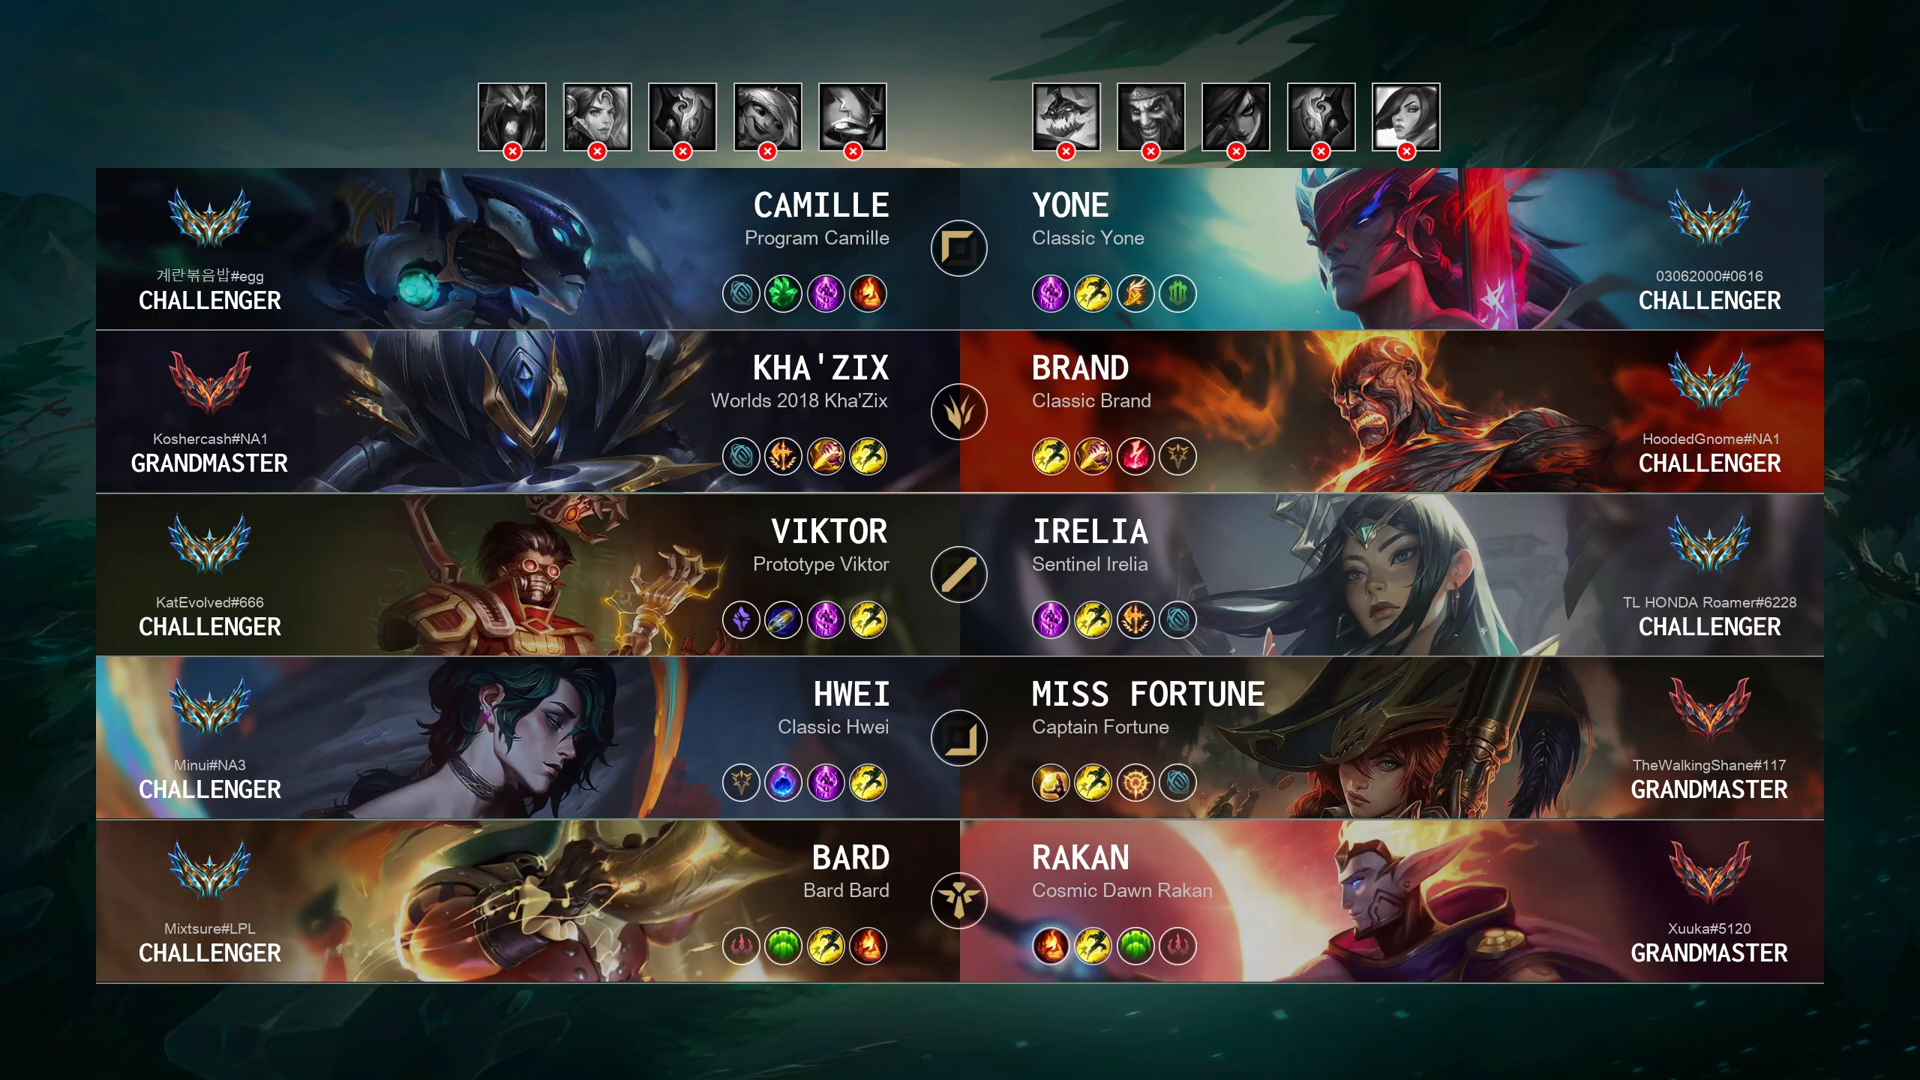 CAMILLE
Program Camille
계란볶음밥#egg
CHALLENGER
YONE
Classic Yone
03062000#0616
CHALLENGER
KHA'ZIX
Worlds 2018 Kha'Zix
Koshercash#NA1
GRANDMASTER
BRAND
Classic Brand
HoodedGnome#NA1
CHALLENGER
VIKTOR
Prototype Viktor
KatEvolved#666
CHALLENGER
IRELIA
Sentinel Irelia
TL HONDA Roamer#6228
CHALLENGER
HWEI
Classic Hwei
Minui#NA3
CHALLENGER
MISS FORTUNE
Captain Fortune
TheWalkingShane#117
GRANDMASTER
BARD
Bard Bard
Mixtsure#LPL
CHALLENGER
RAKAN
Cosmic Dawn Rakan
Xuuka#5120
GRANDMASTER